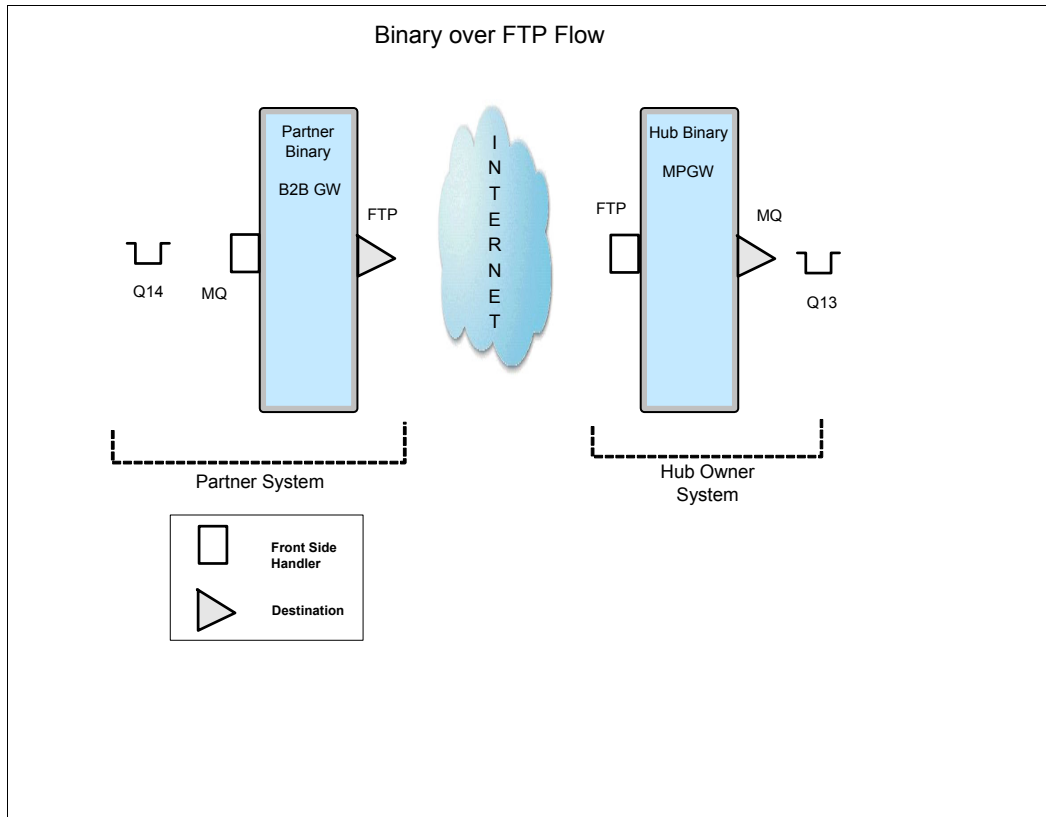 Binary over FTP Flow
Partner
Binary
B2B GW
FTP
MQ
Q14
INTERNET
Hub Binary
MPGW
FTP
MQ
Q13
Partner System
Hub Owner
System
Front Side
Handler
Destination